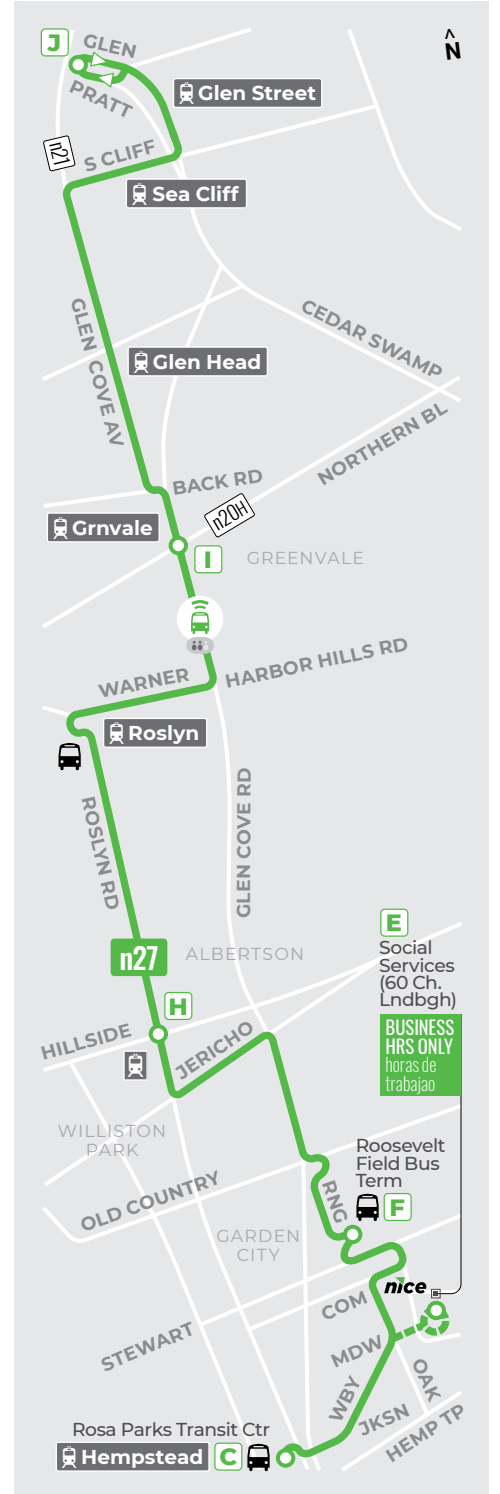 J
GLEN
PRATT
N
Glen Street
n21
S CLIFF
Sea Cliff
GLEN COVE AV
CEDAR SWAMP
Glen Head
NORTHERN BL
BACK RD
n20H
Grnvale
I
GREENVALE
WARNER
HARBOR HILLS RD
Roslyn
ROSLYN RD
GLEN COVE RD
E
Social
Services
(60 Ch.
Lndbgh)
n27
ALBERTSON
H
BUSINESS
HRS ONLY
horas de
trabajao
HILLSIDE
JERICHO
WILLISTON
PARK
Roosevelt
Field Bus
Term
F
RNG
OLD COUNTRY
GARDEN
CITY
nice
COM
STEWART
MDW
OAK
WBY
JKSN
HEMP TP
Rosa Parks Transit Ctr
Hempstead
C